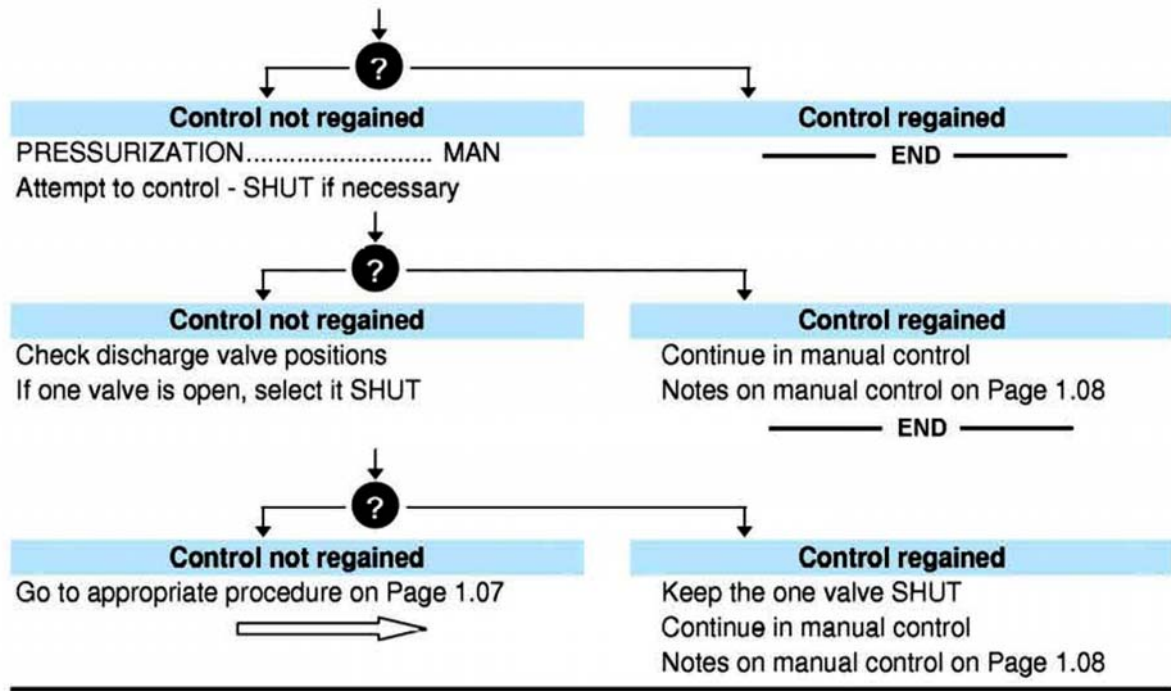 ?
Control not regained
PRESSURIZATION.......................... MAN
Attempt to control - SHUT if necessary
Control regained
END
?
Control not regained
Check discharge valve positions
If one valve is open, select it SHUT
Control regained
Continue in manual control
Notes on manual control on Page 1.08
END
?
Control not regained
Go to appropriate procedure on Page 1.07
Control regained
Keep the one valve SHUT
Continue in manual control
Notes on manual control on Page 1.08